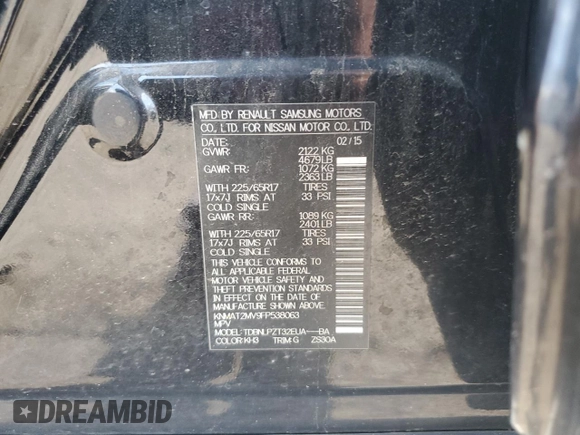 MFD BY RENAULT SAMSUNG MOTORS
CO., LTD. FOR NISSAN MOTOR CO., LTD.
DATE: 02/15
GVWR: 2122 KG
4679 LB
GAWR FR: 1072 KG
2363 LB
WITH 225/65R17 TIRES
17x7J RIMS AT 33 PSI
COLD SINGLE
GAWR RR: 1089 KG
2401 LB
WITH 225/65R17 TIRES
17x7J RIMS AT 33 PSI
COLD SINGLE
THIS VEHICLE CONFORMS TO
ALL APPLICABLE FEDERAL
MOTOR VEHICLE SAFETY AND
THEFT PREVENTION STANDARDS
IN EFFECT ON THE DATE OF
MANUFACTURE SHOWN ABOVE.
KNMAT2MV9FP538063
MPV
MODEL: TDBNLPZT32EUA----BA
COLOR: KH3 TRIM: G ZS30A
DREAMBID